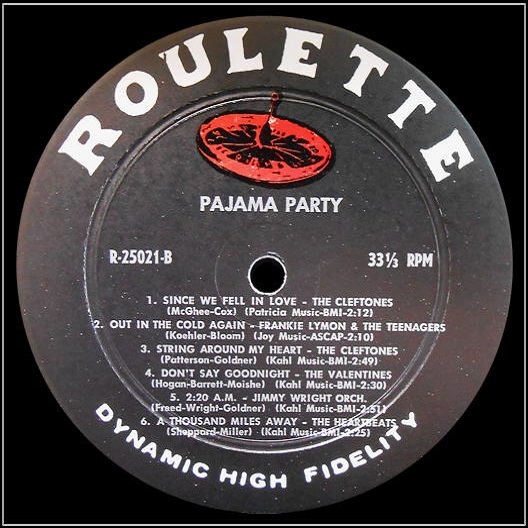 ROULETTE
PAJAMA PARTY
R-25021-B
33⅓ RPM
1. SINCE WE FELL IN LOVE - THE CLEFTONES
(McGhee-Cox) (Patricia Music-BMI-2:12)
2. OUT IN THE COLD AGAIN - FRANKIE LYMON & THE TEENAGERS
(Koehler-Bloom) (Joy Music-ASCAP-2:10)
3. STRING AROUND MY HEART - THE CLEFTONES
(Patterson-Goldner) (Kahl Music-BMI-2:49)
4. DON'T SAY GOODNIGHT - THE VALENTINES
(Hogan-Barrett-Moishe) (Kahl Music-BMI-2:30)
5. 2:20 A.M. - JIMMY WRIGHT ORCH.
(Freed-Wright-Goldner) (Kahl Music-BMI-2:51)
6. A THOUSAND MILES AWAY - THE HEARTBEATS
(Sheppard-Miller) (Kahl Music-BMI-2:25)
DYNAMIC HIGH FIDELITY